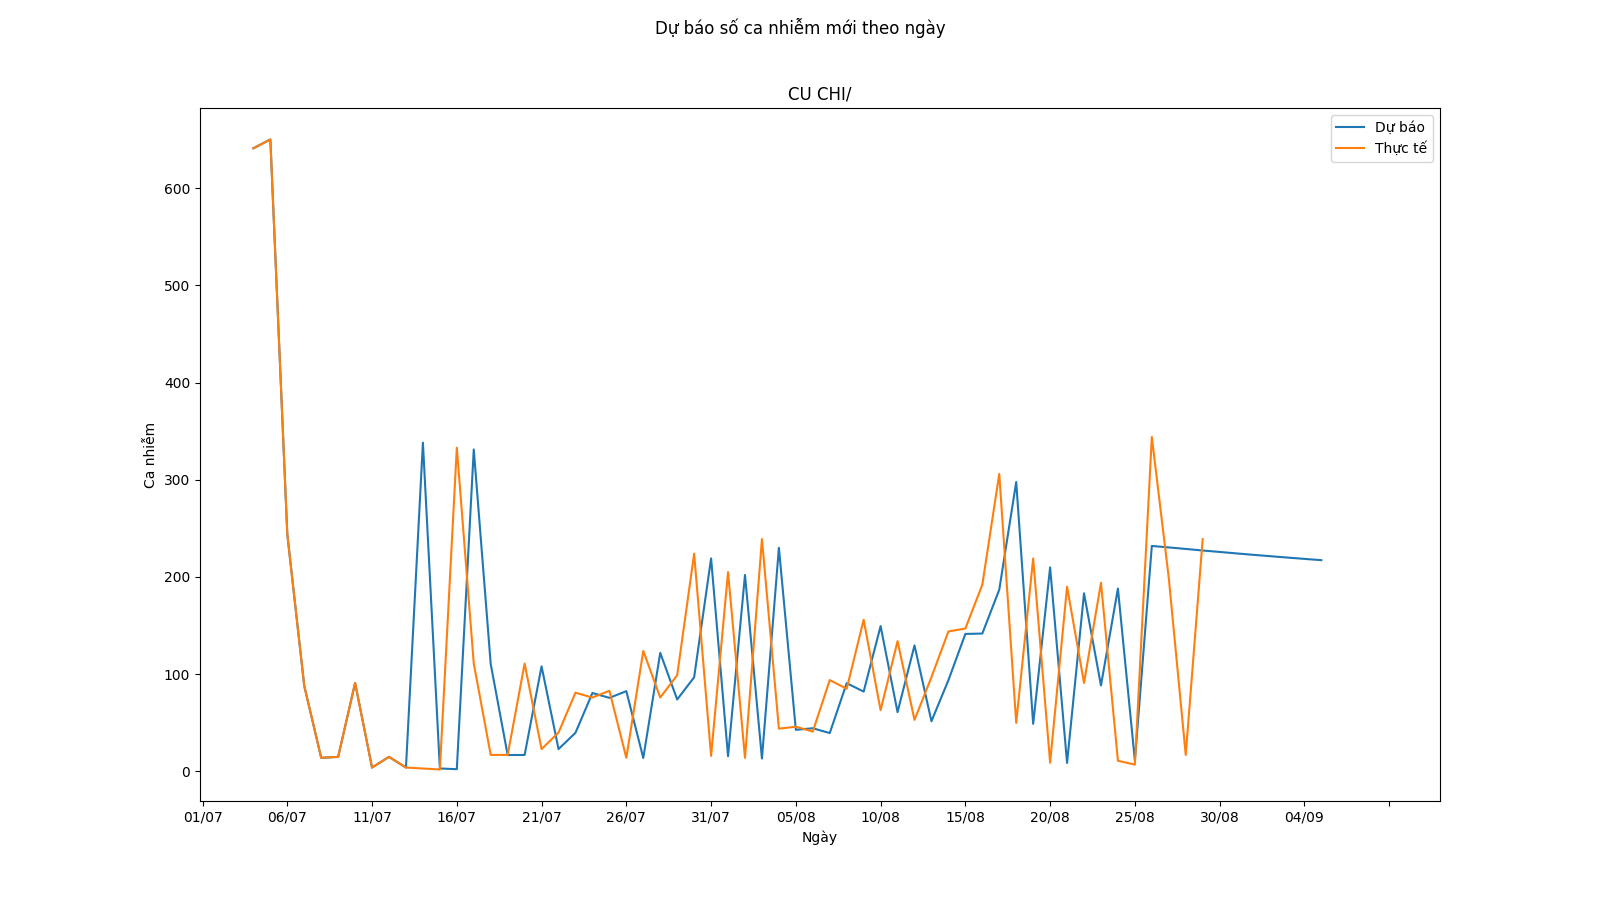 Dự báo số ca nhiễm mới theo ngày
CU CHI/
Dự báo
Thực tế
600
500
400
300
200
100
0
Ca nhiễm
01/07 06/07 11/07 16/07 21/07 26/07 31/07 05/08 10/08 15/08 20/08 25/08 30/08 04/09
Ngày